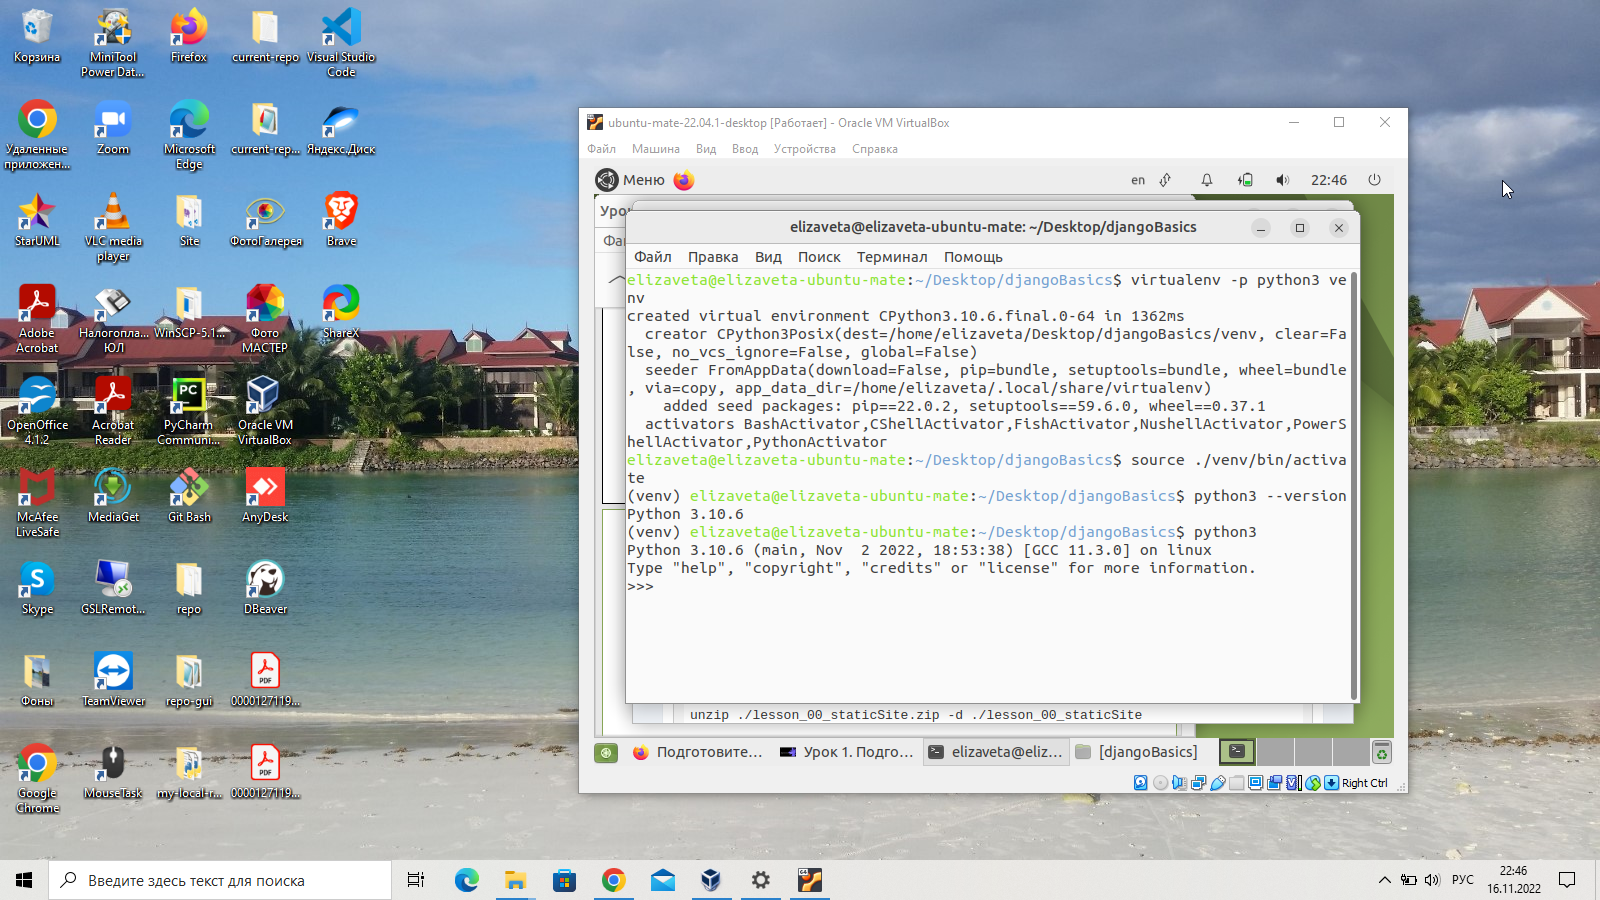 Корзина
MiniTool
Power Dat...
Firefox
current-repo
Visual Studio
Code
Удаленные
приложен...
Zoom
Microsoft
Edge
current-rep...
Яндекс.Диск
StarUML
VLC media
player
Site
ФотоГалерея
Brave
Adobe
Acrobat
Налогопла...
ЮЛ
WinSCP-5.1...
Фото
МАСТЕР
ShareX
OpenOffice
4.1.2
Acrobat
Reader
PyCharm
Communi...
Oracle VM
VirtualBox
McAfee
LiveSafe
MediaGet
Git Bash
AnyDesk
Skype
GSLRemot...
repo
DBeaver
Фоны
TeamViewer
repo-gui
0000127119...
Google
Chrome
MouseTask
my-local-r...
0000127119...
ubuntu-mate-22.04.1-desktop [Работает] - Oracle VM VirtualBox
Файл Машина Вид Ввод Устройства Справка
Меню en 22:46
Уро
Фа
elizaveta@elizaveta-ubuntu-mate: ~/Desktop/djangoBasics
Файл Правка Вид Поиск Терминал Помощь
elizaveta@elizaveta-ubuntu-mate:~/Desktop/djangoBasics$ virtualenv -p python3 ve
nv
created virtual environment CPython3.10.6.final.0-64 in 1362ms
  creator CPython3Posix(dest=/home/elizaveta/Desktop/djangoBasics/venv, clear=Fa
lse, no_vcs_ignore=False, global=False)
  seeder FromAppData(download=False, pip=bundle, setuptools=bundle, wheel=bundle
, via=copy, app_data_dir=/home/elizaveta/.local/share/virtualenv)
    added seed packages: pip==22.0.2, setuptools==59.6.0, wheel==0.37.1
  activators BashActivator,CShellActivator,FishActivator,NushellActivator,PowerS
hellActivator,PythonActivator
elizaveta@elizaveta-ubuntu-mate:~/Desktop/djangoBasics$ source ./venv/bin/activa
te
(venv) elizaveta@elizaveta-ubuntu-mate:~/Desktop/djangoBasics$ python3 --version
Python 3.10.6
(venv) elizaveta@elizaveta-ubuntu-mate:~/Desktop/djangoBasics$ python3
Python 3.10.6 (main, Nov  2 2022, 18:53:38) [GCC 11.3.0] on linux
Type "help", "copyright", "credits" or "license" for more information.
>>>
unzip ./lesson_00_staticSite.zip -d ./lesson_00_staticSite
Подготовите... Урок 1. Подго... elizaveta@eliz... [djangoBasics]
Right Ctrl
Введите здесь текст для поиска
РУС
22:46
16.11.2022